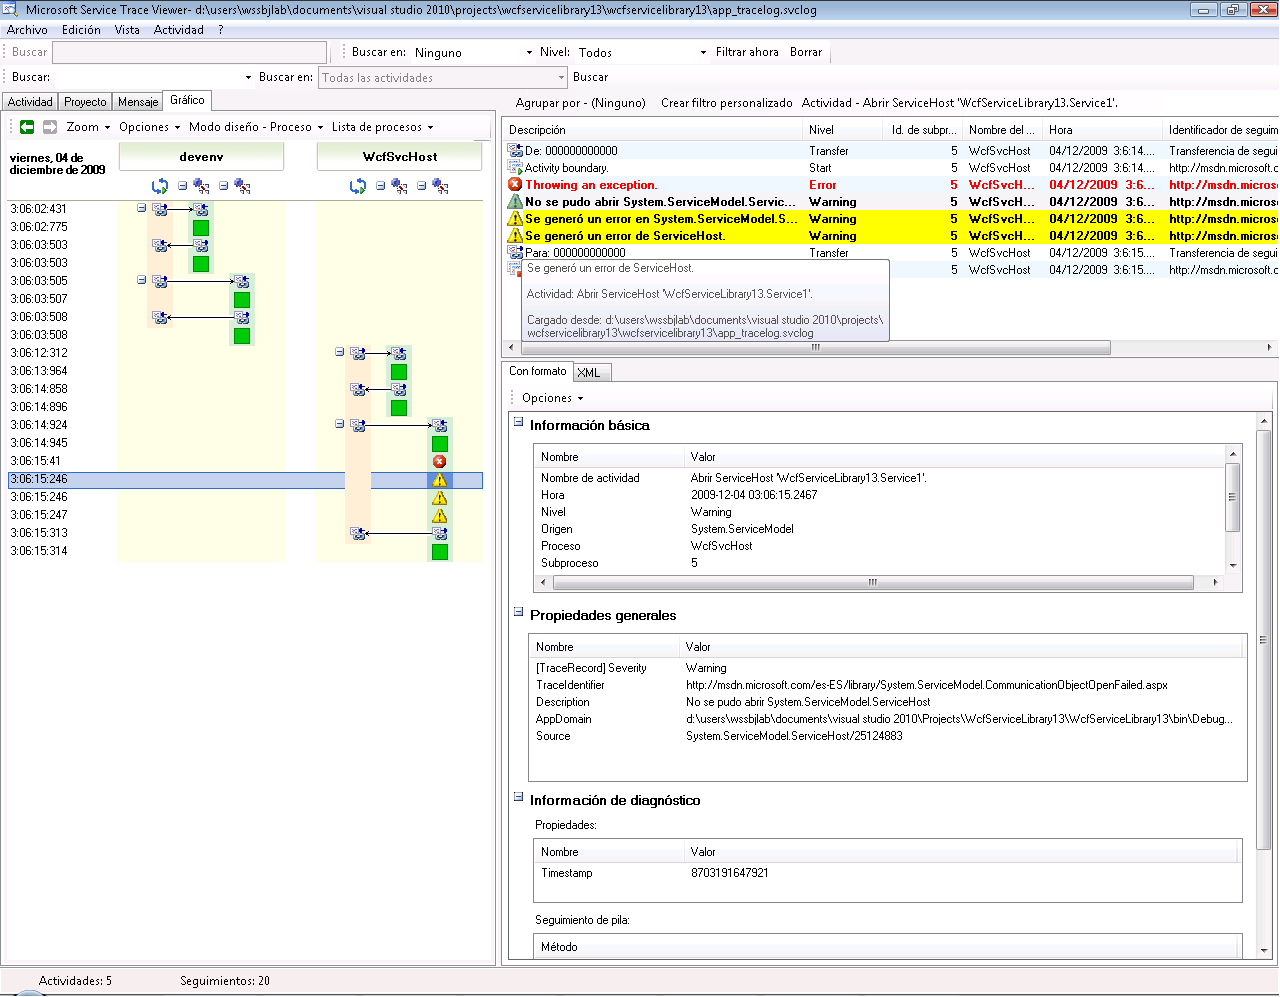 Microsoft Service Trace Viewer- d:\users\wssbjlab\documents\visual studio 2010\projects\wcfservicelibrary13\wcfservicelibrary13\app_tracelog.svclog
Archivo Edición Vista Actividad ?
Buscar Buscar en: Ninguno Nivel: Todos Filtrar ahora Borrar
Buscar: Buscar en: Todas las actividades Buscar
Actividad Proyecto Mensaje Gráfico
Zoom Opciones Modo diseño - Proceso Lista de procesos
viernes, 04 de diciembre de 2009
devenv WcfSvcHost
3:06:02:431
3:06:02:775
3:06:03:503
3:06:03:503
3:06:03:505
3:06:03:507
3:06:03:508
3:06:03:508
3:06:12:312
3:06:13:964
3:06:14:858
3:06:14:896
3:06:14:924
3:06:14:945
3:06:15:41
3:06:15:246
3:06:15:246
3:06:15:247
3:06:15:313
3:06:15:314
Agrupar por - (Ninguno) Crear filtro personalizado Actividad - Abrir ServiceHost 'WcfServiceLibrary13.Service1'.
Descripción Nivel Id. de subpr... Nombre del ... Hora Identificador de seguim
De: 000000000000 Transfer 5 WcfSvcHost 04/12/2009 3:6:14.... Transferencia de segui
Activity boundary. Start 5 WcfSvcHost 04/12/2009 3:6:14.... http://msdn.microsoft.c
Throwing an exception. Error 5 WcfSvcH... 04/12/2009 3:6... http://msdn.micros
No se pudo abrir System.ServiceModel.Servic... Warning 5 WcfSvcH... 04/12/2009 3:6... http://msdn.micros
Se generó un error en System.ServiceModel.S... Warning 5 WcfSvcH... 04/12/2009 3:6... http://msdn.micros
Se generó un error de ServiceHost. Warning 5 WcfSvcH... 04/12/2009 3:6... http://msdn.micros
Para: 000000000000 Transfer 5 WcfSvcHost 04/12/2009 3:6:15.... Transferencia de segui
5 WcfSvcHost 04/12/2009 3:6:15.... http://msdn.microsoft.c
Se generó un error de ServiceHost.
Actividad: Abrir ServiceHost 'WcfServiceLibrary13.Service1'.
Cargado desde: d:\users\wssbjlab\documents\visual studio 2010\projects\
wcfservicelibrary13\wcfservicelibrary13\app_tracelog.svclog
Con formato XML
Opciones
Información básica
Nombre Valor
Nombre de actividad Abrir ServiceHost 'WcfServiceLibrary13.Service1'.
Hora 2009-12-04 03:06:15.2467
Nivel Warning
Origen System.ServiceModel
Proceso WcfSvcHost
Subproceso 5
Propiedades generales
Nombre Valor
[TraceRecord] Severity Warning
TraceIdentifier http://msdn.microsoft.com/es-ES/library/System.ServiceModel.CommunicationObjectOpenFailed.aspx
Description No se pudo abrir System.ServiceModel.ServiceHost
AppDomain d:\users\wssbjlab\documents\visual studio 2010\Projects\WcfServiceLibrary13\WcfServiceLibrary13\bin\Debug...
Source System.ServiceModel.ServiceHost/25124883
Información de diagnóstico
Propiedades:
Nombre Valor
Timestamp 8703191647921
Seguimiento de pila:
Método
Actividades: 5 Seguimientos: 20